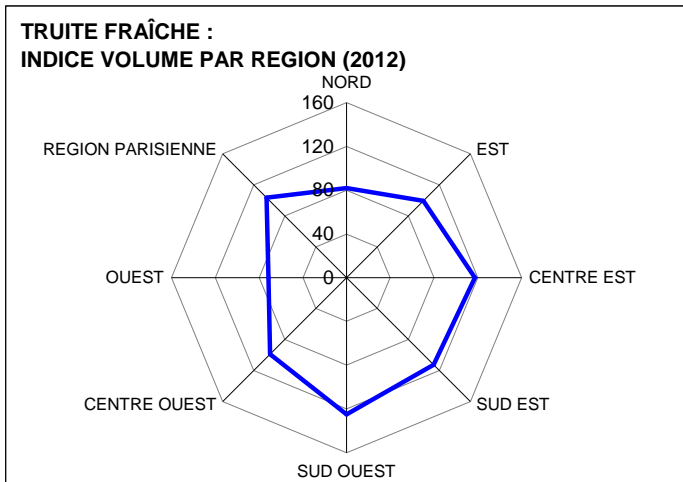 TRUITE FRAÎCHE :
INDICE VOLUME PAR REGION (2012)
NORD
160
REGION PARISIENNE
EST
120
80
40
OUEST
0
CENTRE EST
CENTRE OUEST
SUD EST
SUD OUEST